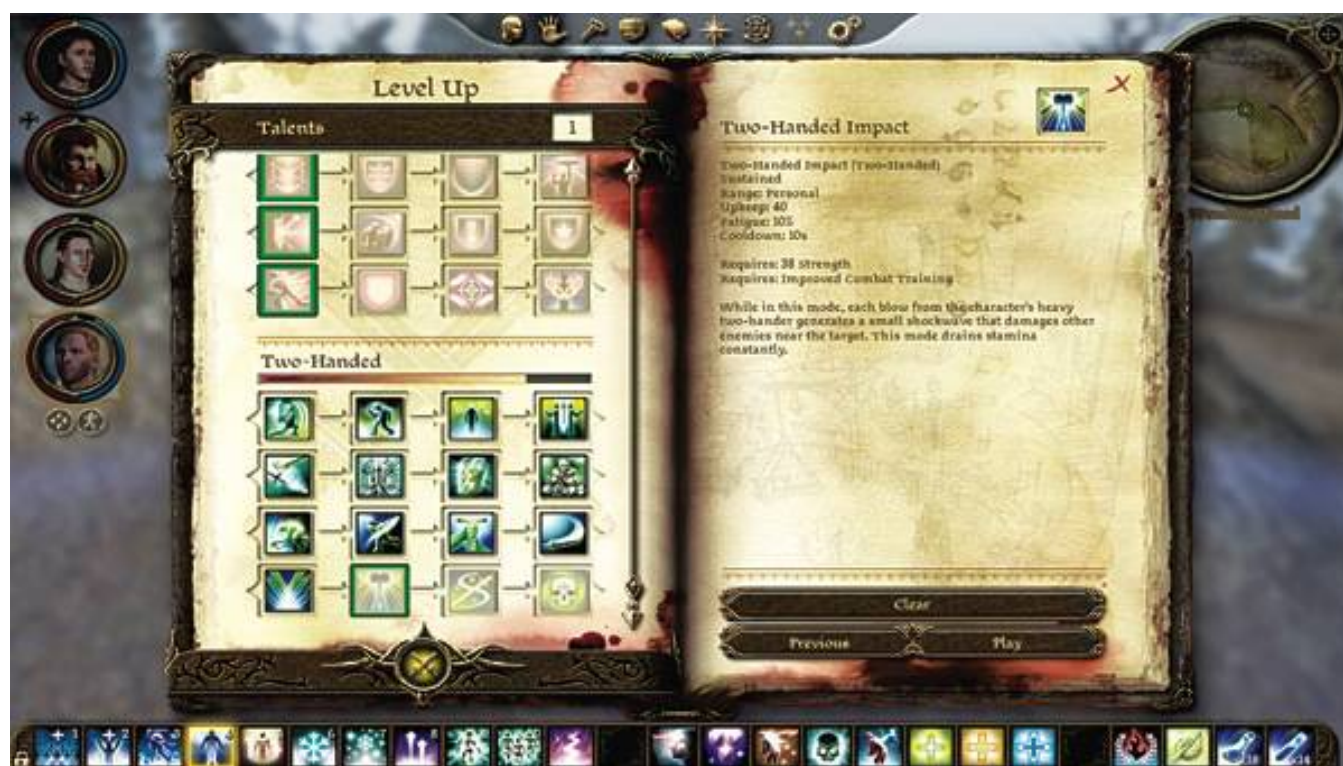 Level Up
Talents
1
Two-Handed
Two-Handed Impact
Two-Handed Impact (Two-Handed)
Sustained
Range: Personal
Upkeep: 40
Fatigue: 10%
Cooldown: 10s
Requires: 38 Strength
Requires: Improved Combat Training
While in this mode, each blow from the character's heavy
two-hander generates a small shockwave that damages other
enemies near the target. This mode drains stamina
constantly.
Clear
Previous
Play